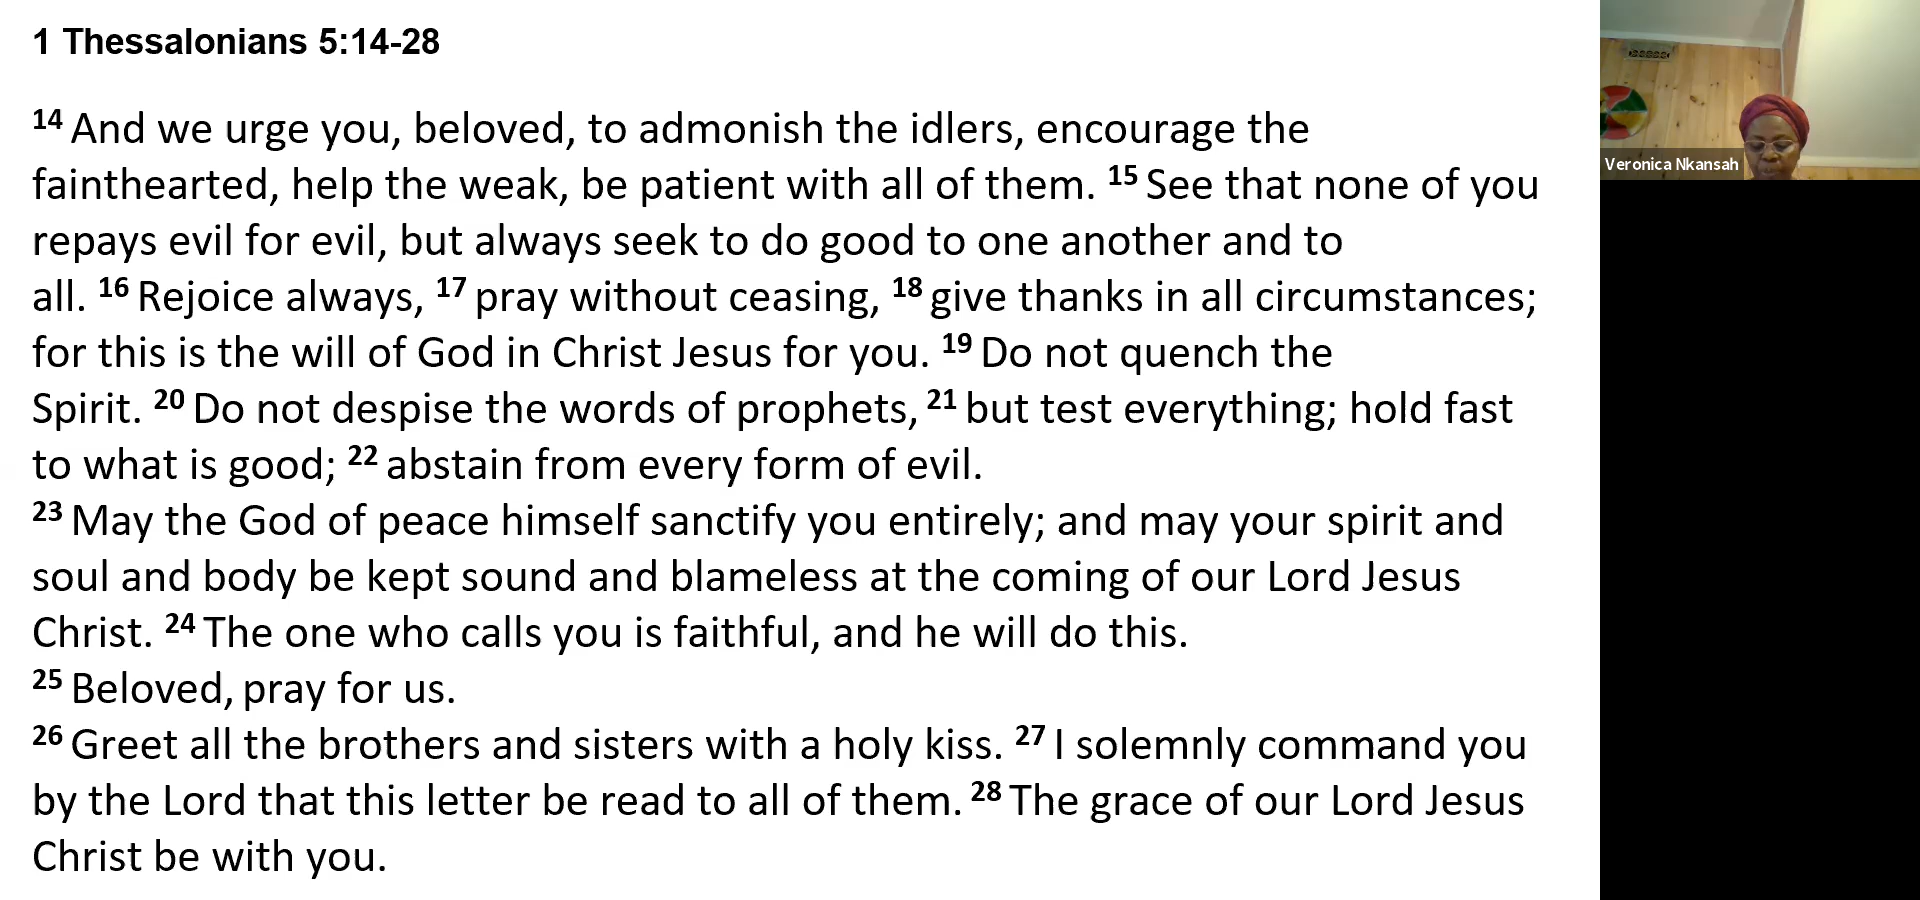 1 Thessalonians 5:14-28
14 And we urge you, beloved, to admonish the idlers, encourage the
fainthearted, help the weak, be patient with all of them. 15 See that none of you
repays evil for evil, but always seek to do good to one another and to
all. 16 Rejoice always, 17 pray without ceasing, 18 give thanks in all circumstances;
for this is the will of God in Christ Jesus for you. 19 Do not quench the
Spirit. 20 Do not despise the words of prophets, 21 but test everything; hold fast
to what is good; 22 abstain from every form of evil.
23 May the God of peace himself sanctify you entirely; and may your spirit and
soul and body be kept sound and blameless at the coming of our Lord Jesus
Christ. 24 The one who calls you is faithful, and he will do this.
25 Beloved, pray for us.
26 Greet all the brothers and sisters with a holy kiss. 27 I solemnly command you
by the Lord that this letter be read to all of them. 28 The grace of our Lord Jesus
Christ be with you.
Veronica Nkansah